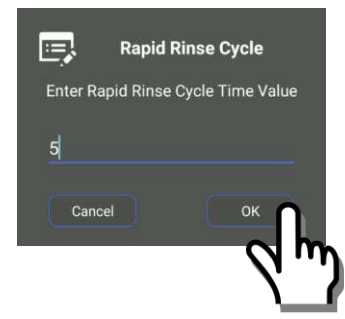 Rapid Rinse Cycle
Enter Rapid Rinse Cycle Time Value
5
Cancel
OK